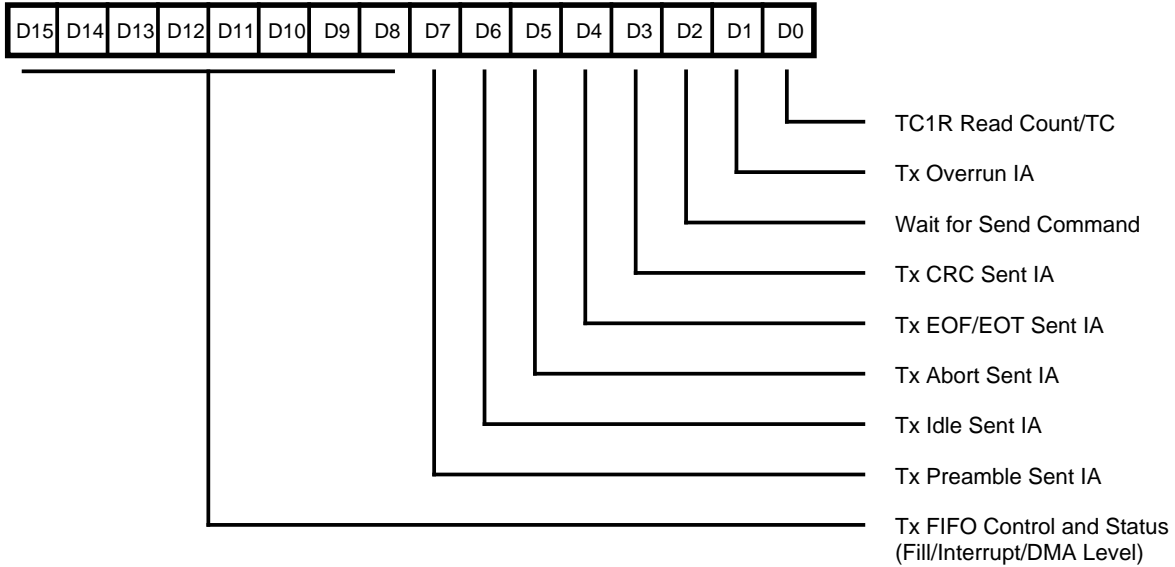 D15 D14 D13 D12 D11 D10 D9 D8 D7 D6 D5 D4 D3 D2 D1 D0
TC1R Read Count/TC
Tx Overrun IA
Wait for Send Command
Tx CRC Sent IA
Tx EOF/EOT Sent IA
Tx Abort Sent IA
Tx Idle Sent IA
Tx Preamble Sent IA
Tx FIFO Control and Status
(Fill/Interrupt/DMA Level)